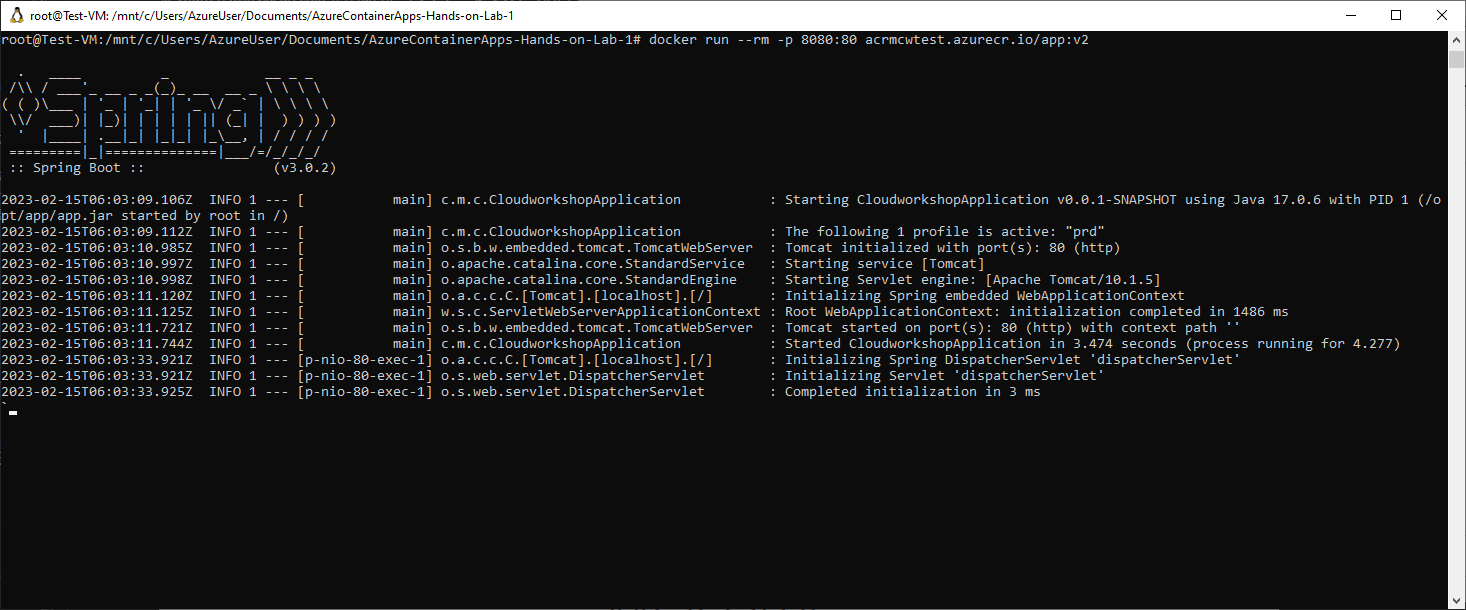 root@Test-VM: /mnt/c/Users/AzureUser/Documents/AzureContainerApps-Hands-on-Lab-1
root@Test-VM:/mnt/c/Users/AzureUser/Documents/AzureContainerApps-Hands-on-Lab-1# docker run --rm -p 8080:80 acrmcwtest.azurecr.io/app:v2
  .   ____          _            __ _ _
 /\\ / ___'_ __ _ _(_)_ __  __ _ \ \ \ \
( ( )\___ | '_ | '_| | '_ \/ _` | \ \ \ \
 \\/  ___)| |_)| | | | | || (_| |  ) ) ) )
  '  |____| .__|_| |_|_| |_\__, | / / / /
 =========|_|==============|___/=/_/_/_/
 :: Spring Boot ::                (v3.0.2)
2023-02-15T06:03:09.106Z  INFO 1 --- [           main] c.m.c.CloudworkshopApplication           : Starting CloudworkshopApplication v0.0.1-SNAPSHOT using Java 17.0.6 with PID 1 (/o
pt/app/app.jar started by root in /)
2023-02-15T06:03:09.112Z  INFO 1 --- [           main] c.m.c.CloudworkshopApplication           : The following 1 profile is active: "prd"
2023-02-15T06:03:10.985Z  INFO 1 --- [           main] o.s.b.w.embedded.tomcat.TomcatWebServer  : Tomcat initialized with port(s): 80 (http)
2023-02-15T06:03:10.997Z  INFO 1 --- [           main] o.apache.catalina.core.StandardService   : Starting service [Tomcat]
2023-02-15T06:03:10.998Z  INFO 1 --- [           main] o.apache.catalina.core.StandardEngine    : Starting Servlet engine: [Apache Tomcat/10.1.5]
2023-02-15T06:03:11.120Z  INFO 1 --- [           main] o.a.c.c.C.[Tomcat].[localhost].[/]       : Initializing Spring embedded WebApplicationContext
2023-02-15T06:03:11.125Z  INFO 1 --- [           main] w.s.c.ServletWebServerApplicationContext : Root WebApplicationContext: initialization completed in 1486 ms
2023-02-15T06:03:11.721Z  INFO 1 --- [           main] o.s.b.w.embedded.tomcat.TomcatWebServer  : Tomcat started on port(s): 80 (http) with context path ''
2023-02-15T06:03:11.744Z  INFO 1 --- [           main] c.m.c.CloudworkshopApplication           : Started CloudworkshopApplication in 3.474 seconds (process running for 4.277)
2023-02-15T06:03:33.921Z  INFO 1 --- [p-nio-80-exec-1] o.a.c.c.C.[Tomcat].[localhost].[/]       : Initializing Spring DispatcherServlet 'dispatcherServlet'
2023-02-15T06:03:33.921Z  INFO 1 --- [p-nio-80-exec-1] o.s.web.servlet.DispatcherServlet        : Initializing Servlet 'dispatcherServlet'
2023-02-15T06:03:33.925Z  INFO 1 --- [p-nio-80-exec-1] o.s.web.servlet.DispatcherServlet        : Completed initialization in 3 ms
`